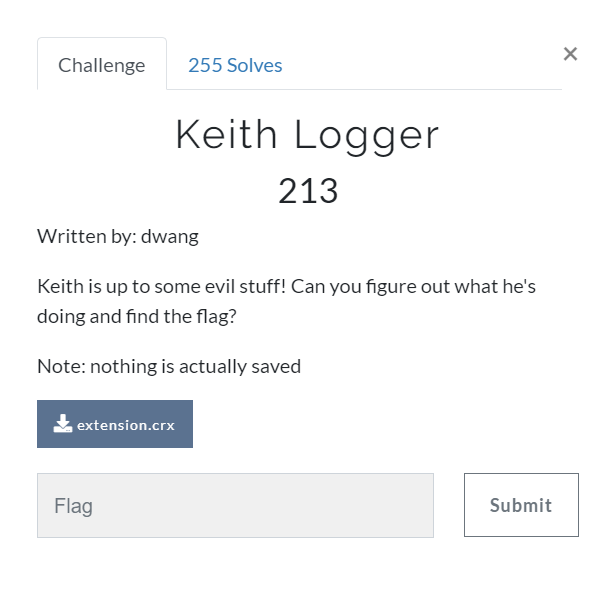 Challenge
255 Solves
×
Keith Logger
213
Written by: dwang
Keith is up to some evil stuff! Can you figure out what he's
doing and find the flag?
Note: nothing is actually saved
extension.crx
Flag
Submit